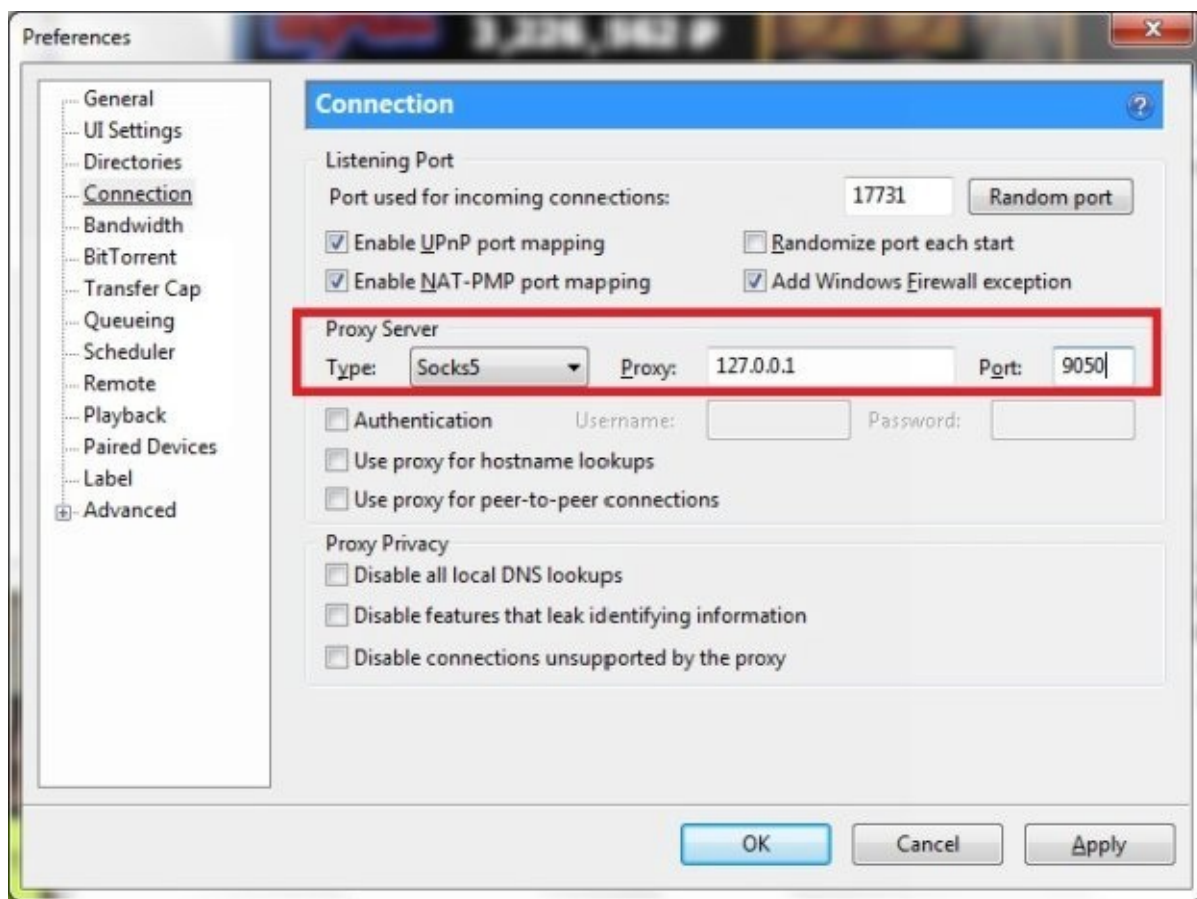 Preferences
3,226,562 ₽
General
UI Settings
Directories
Connection
Bandwidth
BitTorrent
Transfer Cap
Queueing
Scheduler
Remote
Playback
Paired Devices
Label
Advanced
Connection
Listening Port
Port used for incoming connections: 17731 Random port
Enable UPnP port mapping Randomize port each start
Enable NAT-PMP port mapping Add Windows Firewall exception
Proxy Server
Type: Socks5 Proxy: 127.0.0.1 Port: 9050
Authentication Username: Password:
Use proxy for hostname lookups
Use proxy for peer-to-peer connections
Proxy Privacy
Disable all local DNS lookups
Disable features that leak identifying information
Disable connections unsupported by the proxy
OK Cancel Apply